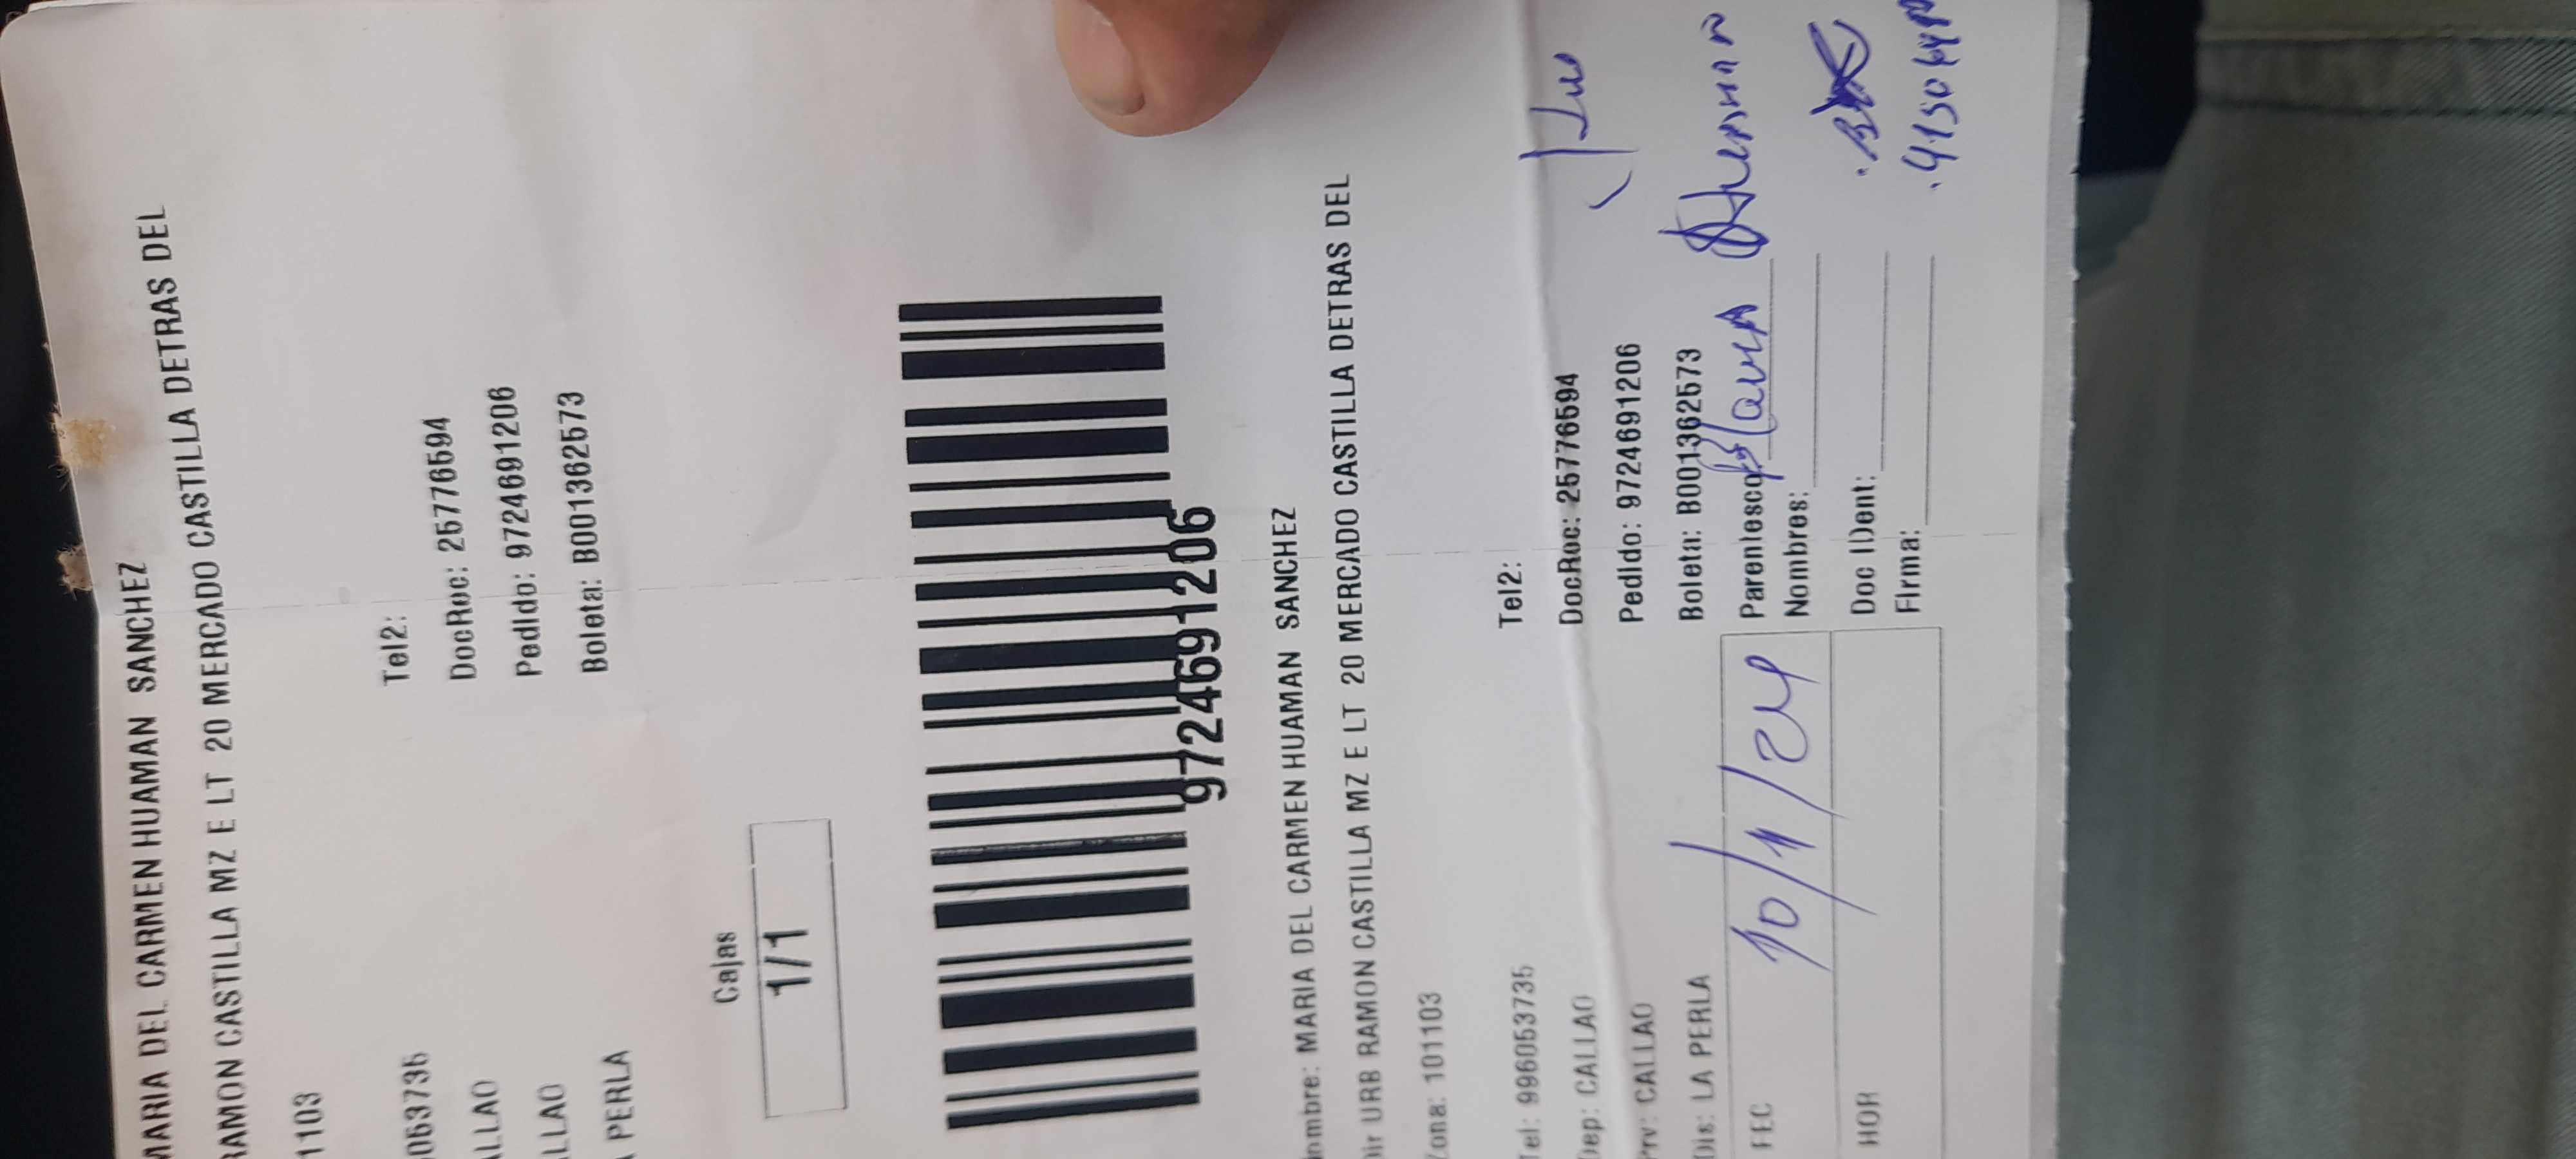 MARIA DEL CARMEN HUAMAN SANCHEZ
RAMON CASTILLA MZ E LT 20 MERCADO CASTILLA DETRAS DEL
1103
Tel2:
053735
DocRec: 25776594
ALLAO
Pedido: 9724691206
LLAO
Boleta: B001362573
PERLA
Cajas
1/1
9724691206
ombre: MARIA DEL CARMEN HUAMAN SANCHEZ
Dir URB RAMON CASTILLA MZ E LT 20 MERCADO CASTILLA DETRAS DEL
Zona: 101103
Tel: 996053735
Tel2:
Dep: CALLAO
DocRec: 25776594
Prv: CALLAO
Pedido: 9724691206
Dis: LA PERLA
Boleta: B001362573
FEC
10/1/24
Parentesco:
Nombres:
HOR
Doc IDent:
Firma: